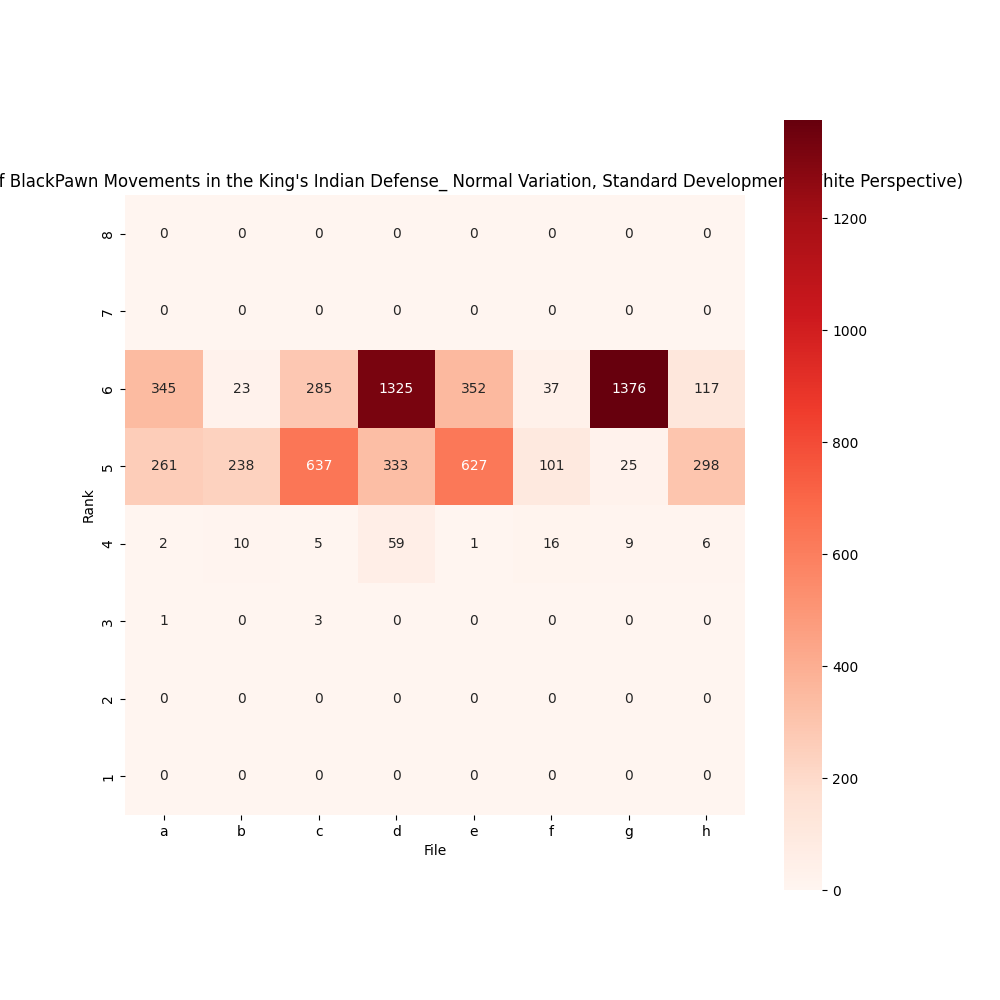 f BlackPawn Movements in the King's Indian Defense_ Normal Variation, Standard Developmen hite Perspective)
8 0 0 0 0 0 0 0 0
7 0 0 0 0 0 0 0 0
6 345 23 285 1325 352 37 1376 117
5 261 238 637 333 627 101 25 298
4 2 10 5 59 1 16 9 6
3 1 0 3 0 0 0 0 0
2 0 0 0 0 0 0 0 0
1 0 0 0 0 0 0 0 0
a b c d e f g h
File
Rank
1200
1000
800
600
400
200
0